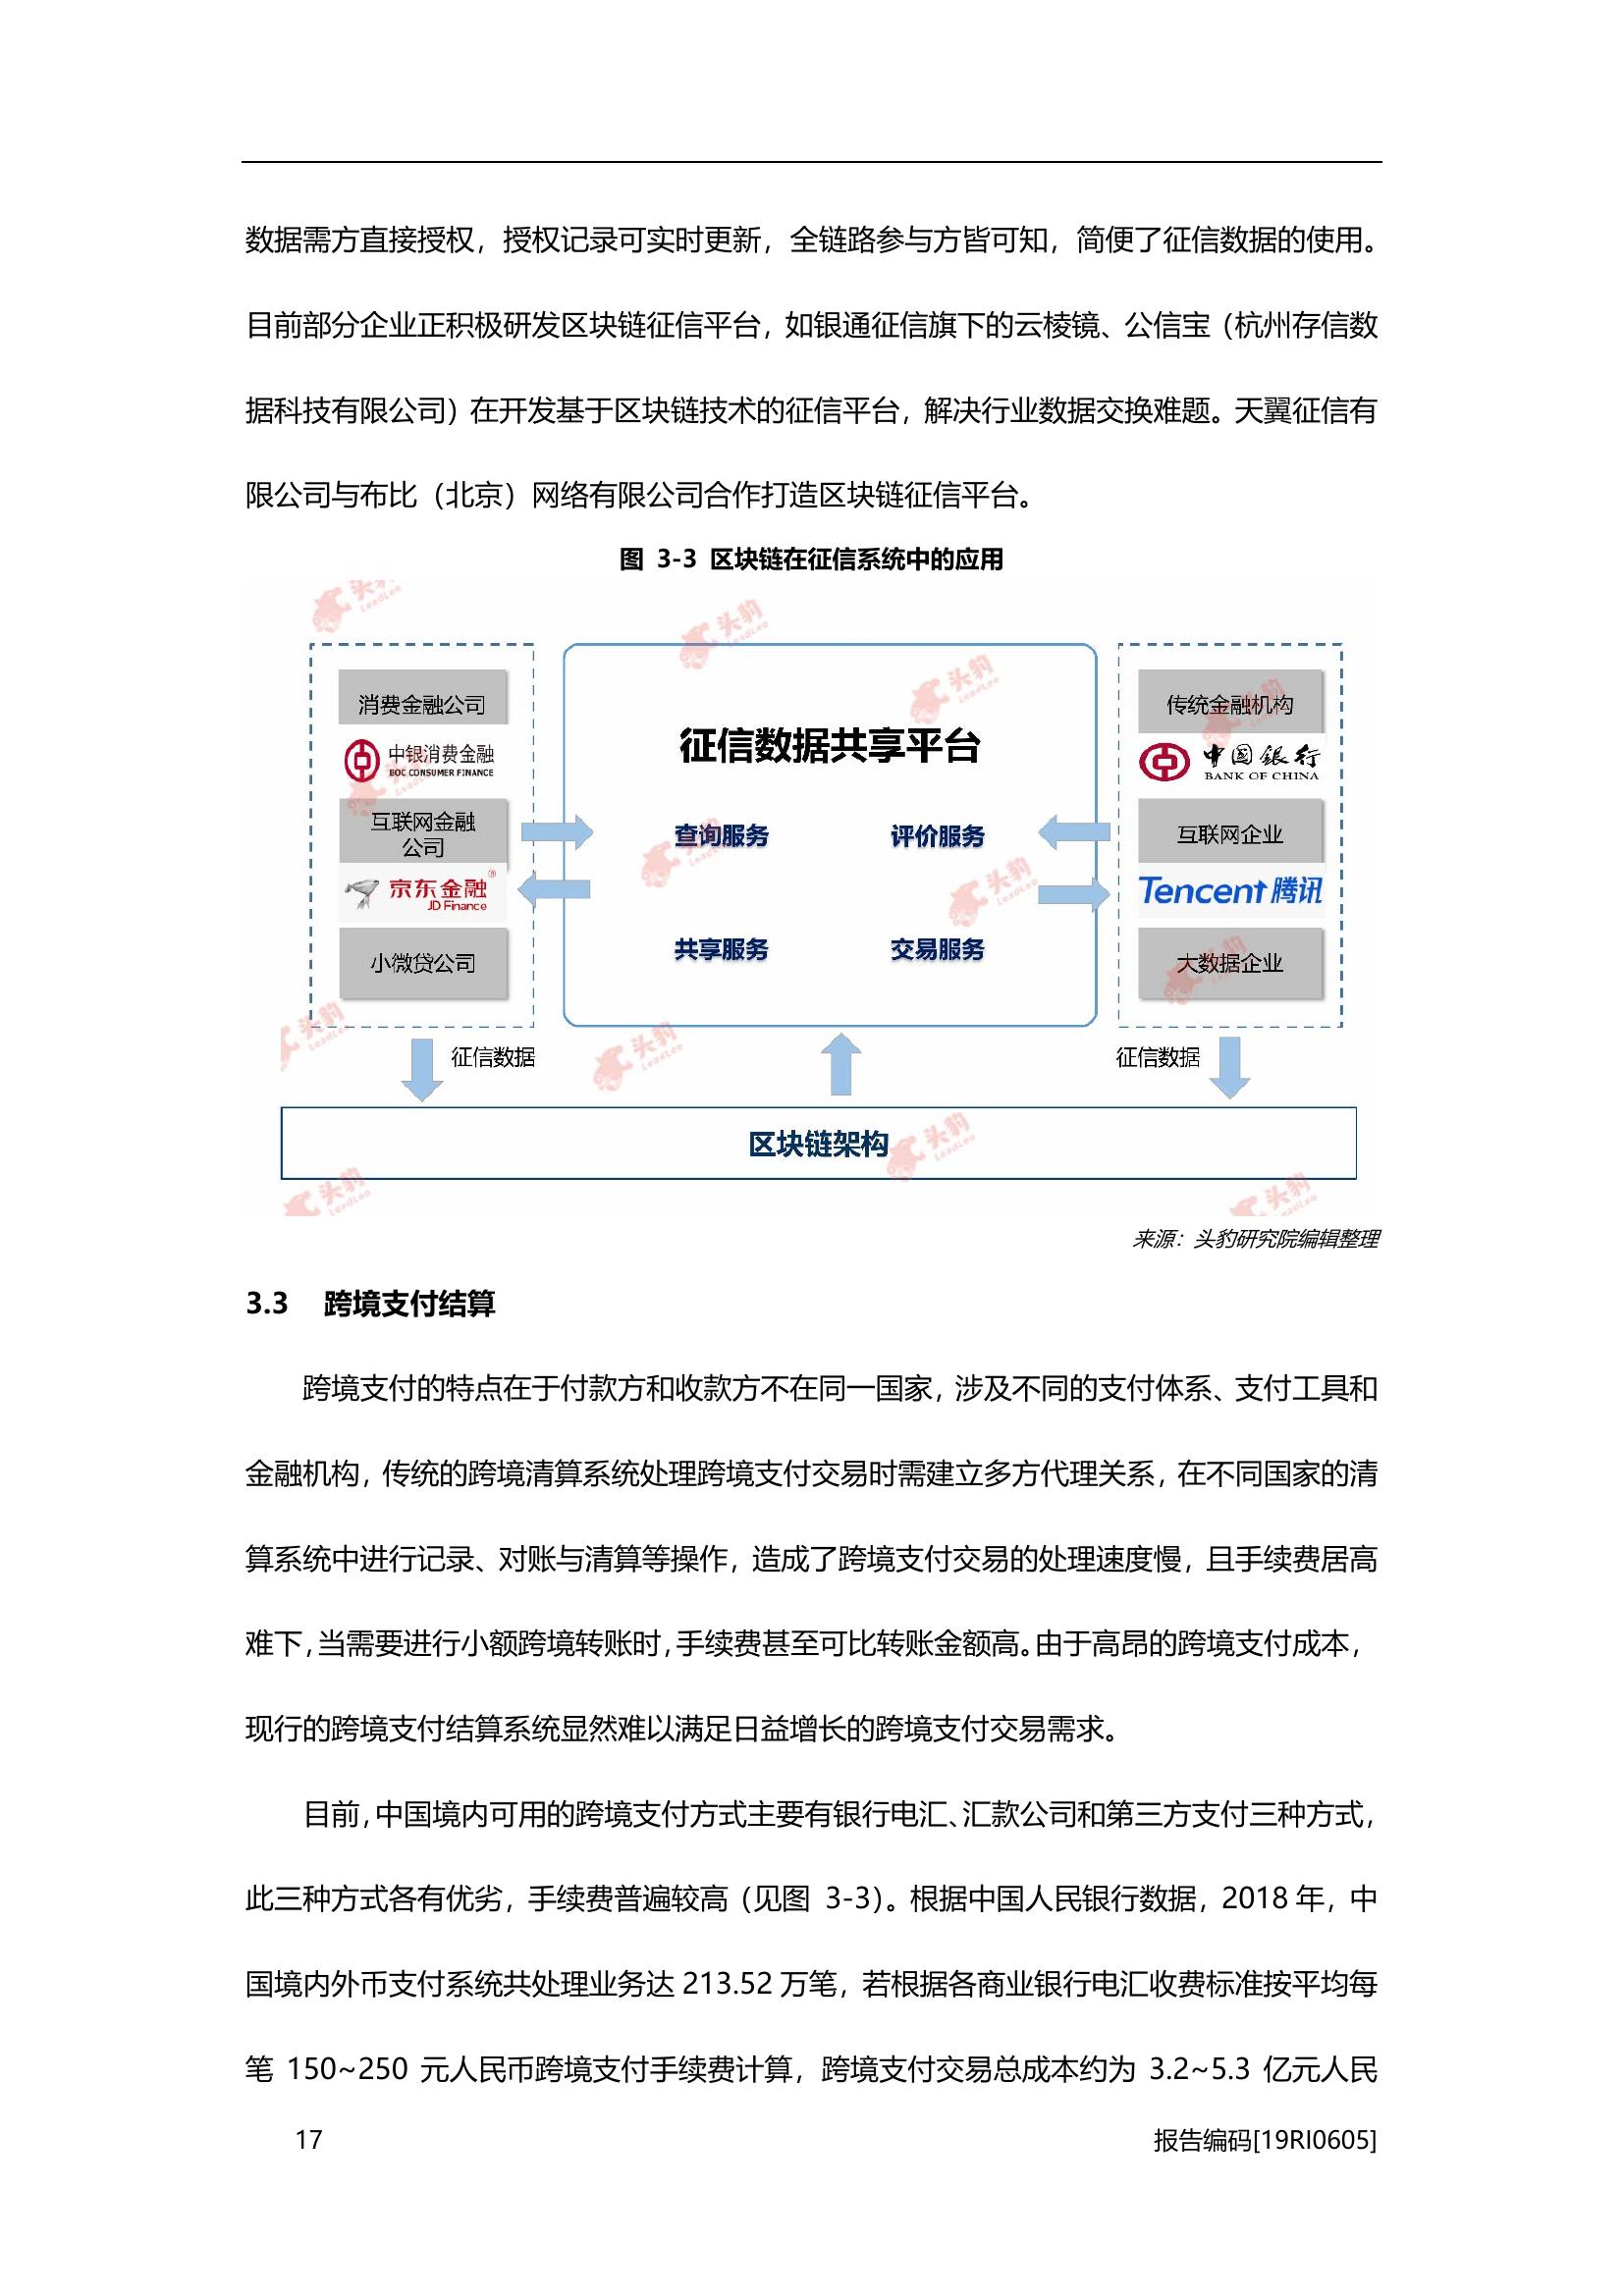 数据需方直接授权，授权记录可实时更新，全链路参与方皆可知，简便了征信数据的使用。
目前部分企业正积极研发区块链征信平台，如银通征信旗下的云棱镜、公信宝（杭州存信数
据科技有限公司）在开发基于区块链技术的征信平台，解决行业数据交换难题。天翼征信有
限公司与布比（北京）网络有限公司合作打造区块链征信平台。
图 3-3 区块链在征信系统中的应用
消费金融公司
中银消费金融
BOC CONSUMER FINANCE
互联网金融
公司
京东金融®
JD Finance
小微贷公司
征信数据共享平台
查询服务
评价服务
共享服务
交易服务
传统金融机构
中国银行
BANK OF CHINA
互联网企业
Tencent 腾讯
大数据企业
征信数据
征信数据
区块链架构
头豹
LeadLeo
来源：头豹研究院编辑整理
3.3 跨境支付结算
跨境支付的特点在于付款方和收款方不在同一国家，涉及不同的支付体系、支付工具和
金融机构，传统的跨境清算系统处理跨境支付交易时需建立多方代理关系，在不同国家的清
算系统中进行记录、对账与清算等操作，造成了跨境支付交易的处理速度慢，且手续费居高
难下，当需要进行小额跨境转账时，手续费甚至可比转账金额高。由于高昂的跨境支付成本，
现行的跨境支付结算系统显然难以满足日益增长的跨境支付交易需求。
目前，中国境内可用的跨境支付方式主要有银行电汇、汇款公司和第三方支付三种方式，
此三种方式各有优劣，手续费普遍较高（见图 3-3）。根据中国人民银行数据，2018 年，中
国境内外币支付系统共处理业务达 213.52 万笔，若根据各商业银行电汇收费标准按平均每
笔 150~250 元人民币跨境支付手续费计算，跨境支付交易总成本约为 3.2~5.3 亿元人民
17
报告编码[19RI0605]